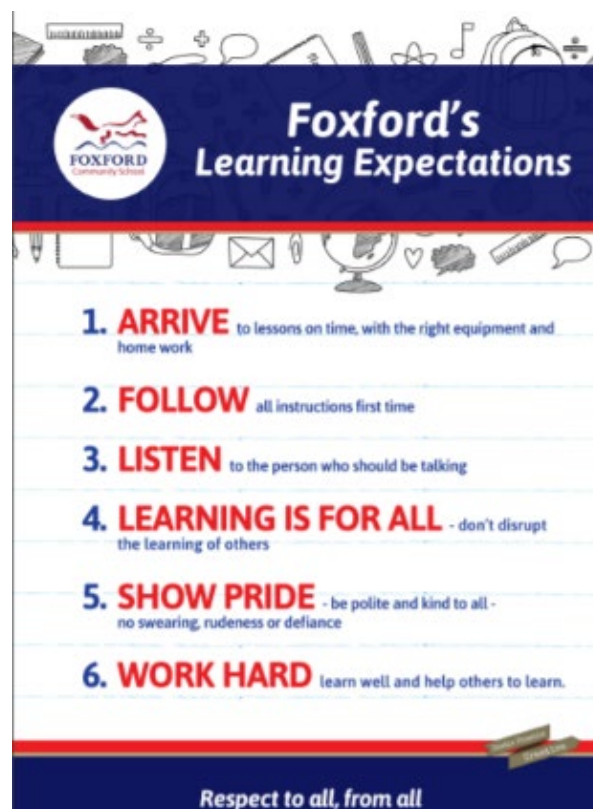 FOXFORD
Community School
Foxford's
Learning Expectations
1. ARRIVE to lessons on time, with the right equipment and
home work
2. FOLLOW all instructions first time
3. LISTEN to the person who should be talking
4. LEARNING IS FOR ALL - don't disrupt
the learning of others
5. SHOW PRIDE - be polite and kind to all -
no swearing, rudeness or defiance
6. WORK HARD learn well and help others to learn.
Respect to all, from all